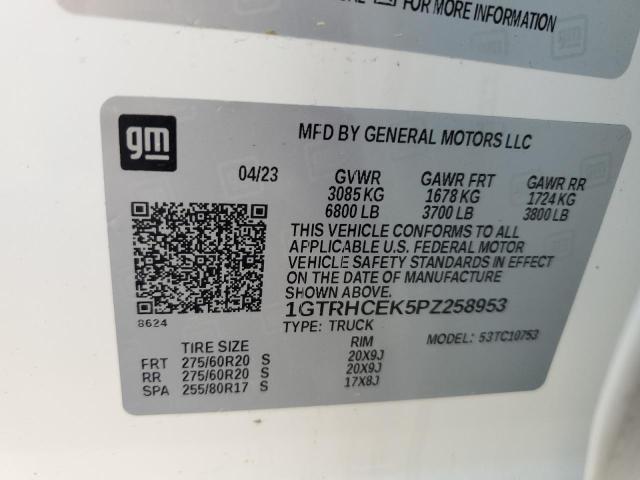 FOR MORE INFORMATION
gm
MFD BY GENERAL MOTORS LLC
04/23 GVWR GAWR FRT GAWR RR
3085 KG 1678 KG 1724 KG
6800 LB 3700 LB 3800 LB
THIS VEHICLE CONFORMS TO ALL
APPLICABLE U.S. FEDERAL MOTOR
VEHICLE SAFETY STANDARDS IN EFFECT
ON THE DATE OF MANUFACTURE
SHOWN ABOVE.
1GTRHCEK5PZ258953
8624
TYPE: TRUCK MODEL: 53TC10753
TIRE SIZE RIM
FRT 275/60R20 S 20X9J
RR 275/60R20 S 20X9J
SPA 255/80R17 S 17X8J